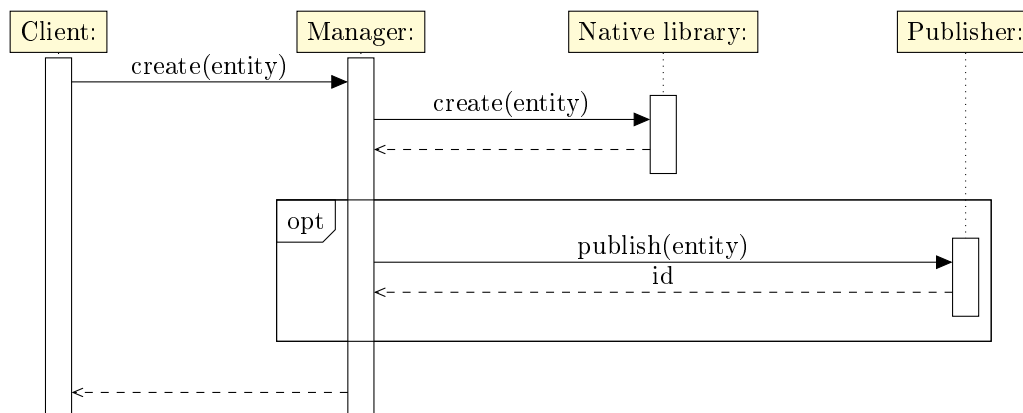 Client:
Manager:
Native library:
Publisher:
create(entity)
create(entity)
opt
publish(entity)
id